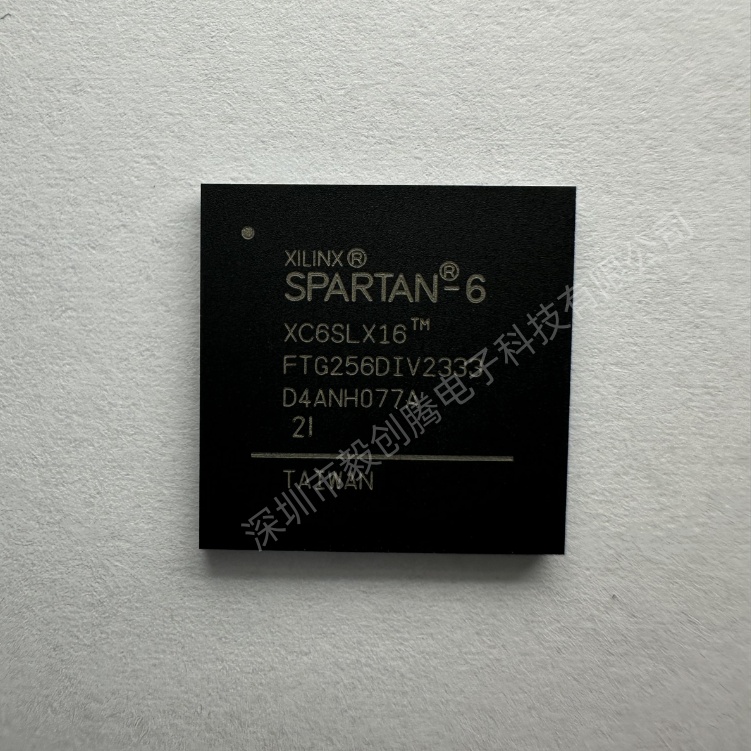 XILINX®
SPARTAN®-6
XC6SLX16™
FTG256DIV2333
D4ANH077A
2I
TAIWAN
深圳市毅创腾电子科技有限公司